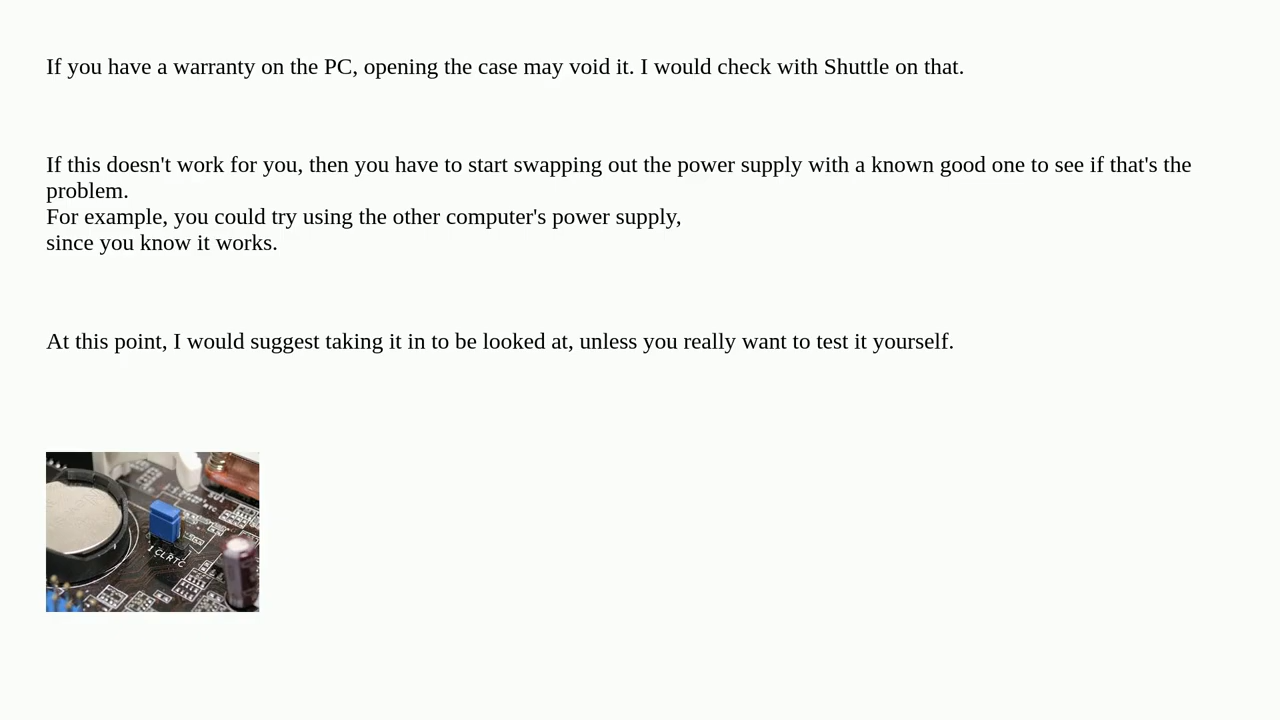 If you have a warranty on the PC, opening the case may void it. I would check with Shuttle on that.
If this doesn't work for you, then you have to start swapping out the power supply with a known good one to see if that's the
problem.
For example, you could try using the other computer's power supply,
since you know it works.
At this point, I would suggest taking it in to be looked at, unless you really want to test it yourself.
1 CLRTC